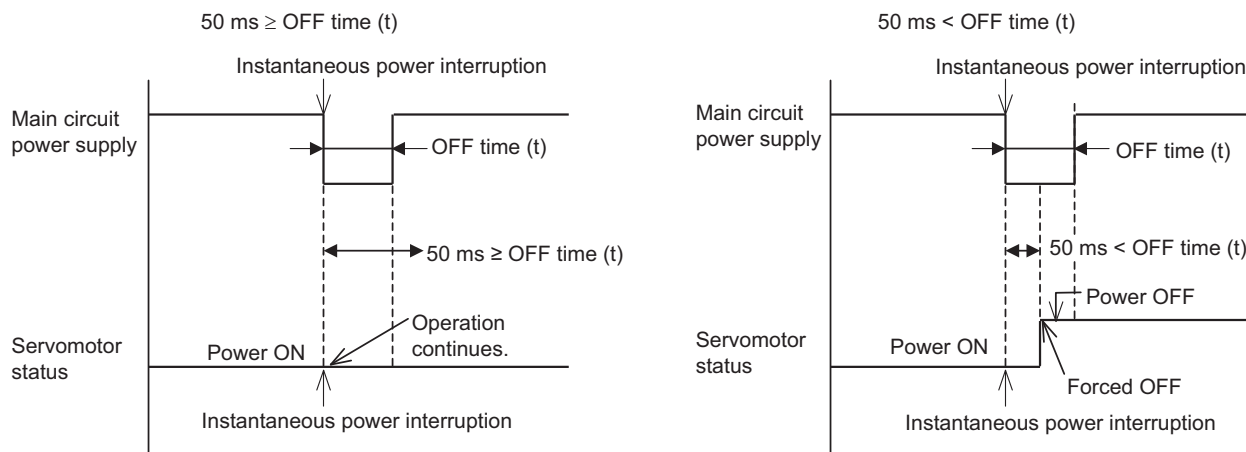 50 ms ≥ OFF time (t)
Instantaneous power interruption
Main circuit
power supply
OFF time (t)
50 ms ≥ OFF time (t)
Operation
continues.
Servomotor
status
Power ON
Instantaneous power interruption
50 ms < OFF time (t)
Instantaneous power interruption
Main circuit
power supply
OFF time (t)
50 ms < OFF time (t)
Power OFF
Servomotor
status
Power ON
Forced OFF
Instantaneous power interruption